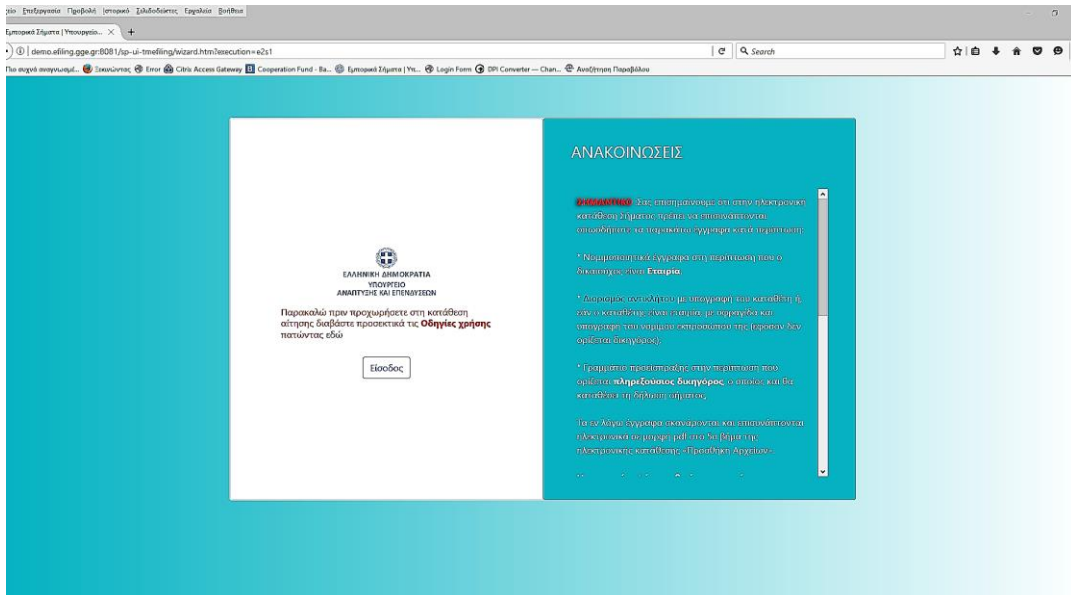 χείο Επεξεργασία Προβολή Ιστορικό Σελιδοδείκτες Εργαλεία Βοήθεια
Εμπορικά Σήματα | Υπουργείο...
demo.efiling.gge.gr:8081/sp-ui-tmefiling/wizard.htm?execution=e2s1
Search
Πιο συχνά αναγνωσμέ... Ξεκινώντας Error Citrix Access Gateway Cooperation Fund - Ba... Εμπορικά Σήματα | Υπ... Login Form DPI Converter — Chan... Αναζήτηση Παραβόλου
ΕΛΛΗΝΙΚΗ ΔΗΜΟΚΡΑΤΙΑ
ΥΠΟΥΡΓΕΙΟ
ΑΝΑΠΤΥΞΗΣ ΚΑΙ ΕΠΕΝΔΥΣΕΩΝ
Παρακαλώ πριν προχωρήσετε στη κατάθεση
αίτησης διαβάστε προσεκτικά τις Οδηγίες χρήσης
πατώντας εδώ
Είσοδος
ΑΝΑΚΟΙΝΩΣΕΙΣ
ΣΗΜΑΝΤΙΚΟ: Σας επισημαίνουμε ότι στην ηλεκτρονική
κατάθεση Σήματος πρέπει να επισυνάπτονται
οπωσδήποτε τα παρακάτω έγγραφα κατά περίπτωση:
* Νομιμοποιητικά έγγραφα στη περίπτωση που ο
δικαιούχος είναι Εταιρία.
* Διορισμός αντικλήτου με υπογραφή του καταθέτη ή,
εάν ο καταθέτης είναι εταιρία, με σφραγίδα και
υπογραφή του νομίμου εκπροσώπου της (εφόσον δεν
ορίζεται δικηγόρος).
* Γραμμάτιο προείσπραξης στην περίπτωση που
ορίζεται πληρεξούσιος δικηγόρος, ο οποίος και θα
καταθέσει τη δήλωση σήματος.
Τα εν λόγω έγγραφα σκανάρονται και επισυνάπτονται
ηλεκτρονικά σε μορφή pdf στο 5ο βήμα της
ηλεκτρονικής κατάθεσης «Προσθήκη Αρχείων»